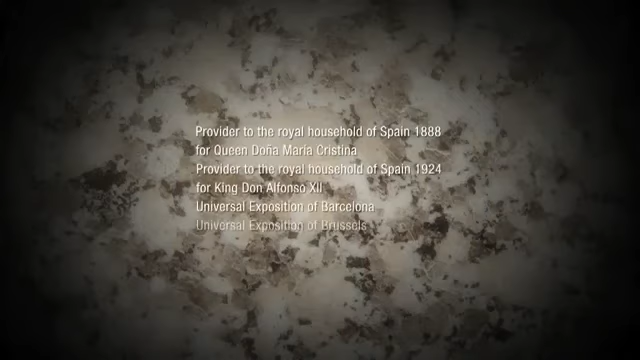 Provider to the royal household of Spain 1888
for Queen Doña María Cristina
Provider to the royal household of Spain 1924
for King Don Alfonso XII
Universal Exposition of Barcelona
Universal Exposition of Brussels